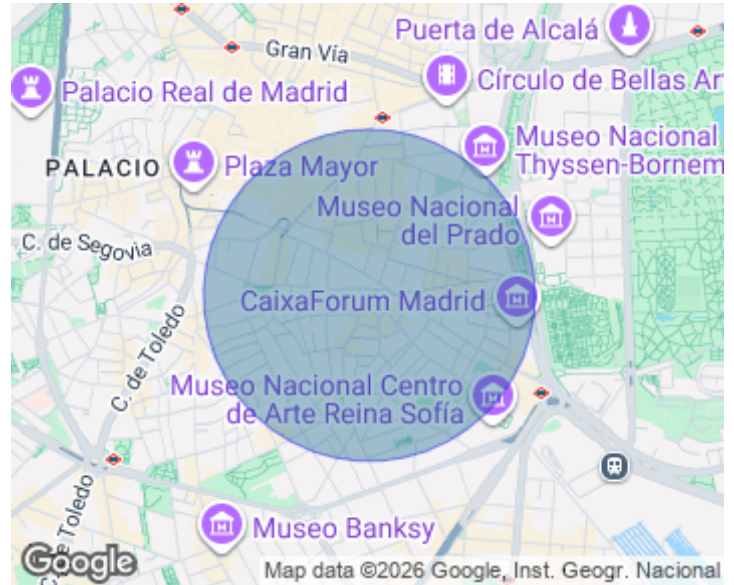 Puerta de Alcalá
Gran Vía
Palacio Real de Madrid
Círculo de Bellas Ar
Museo Nacional
Thyssen-Bornem
PALACIO
Plaza Mayor
Museo Nacional
del Prado
C. de Segovia
CaixaForum Madrid
C. de Toledo
Museo Nacional Centro
de Arte Reina Sofía
C. de Toledo
Museo Banksy
Google
Map data ©2026 Google, Inst. Geogr. Nacional